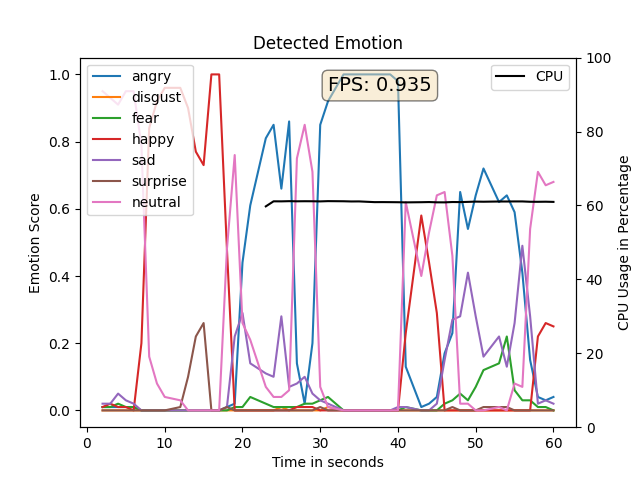 Detected Emotion
FPS: 0.935
angry
disgust
fear
happy
sad
surprise
neutral
CPU
1.0
0.8
0.6
0.4
0.2
0.0
Emotion Score
100
80
60
40
20
0
CPU Usage in Percentage
0 10 20 30 40 50 60
Time in seconds